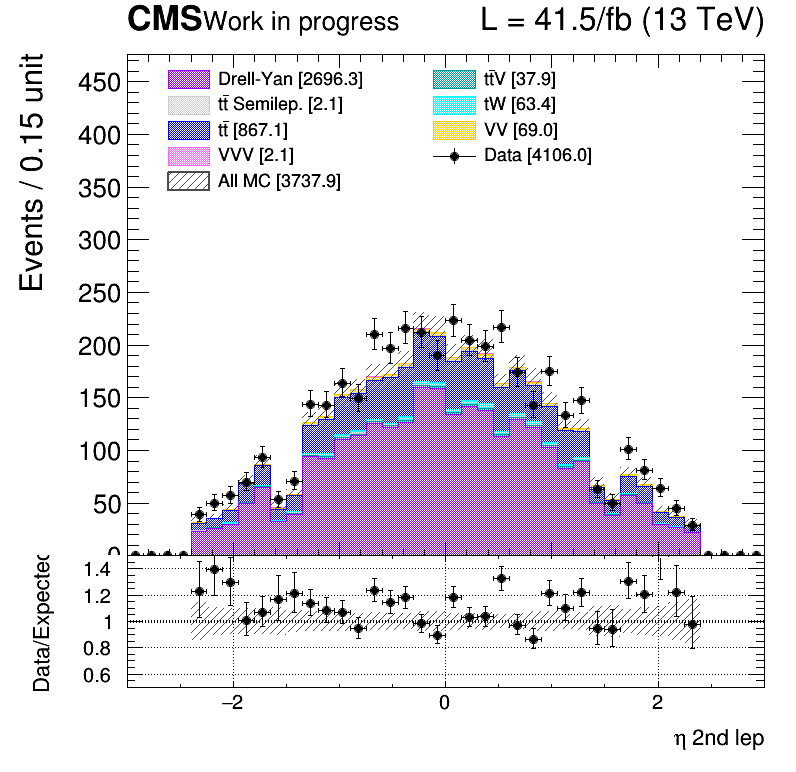 CMS Work in progress L = 41.5/fb (13 TeV)
Events / 0.15 unit
450
400
350
300
250
200
150
100
50
0
Drell-Yan [2696.3]
tt̄ Semilep. [2.1]
tt̄ [867.1]
VVV [2.1]
All MC [3737.9]
tt̄V [37.9]
tW [63.4]
VV [69.0]
Data [4106.0]
Data/Expected
1.4
1.2
1
0.8
0.6
−2 0 2
η 2nd lep